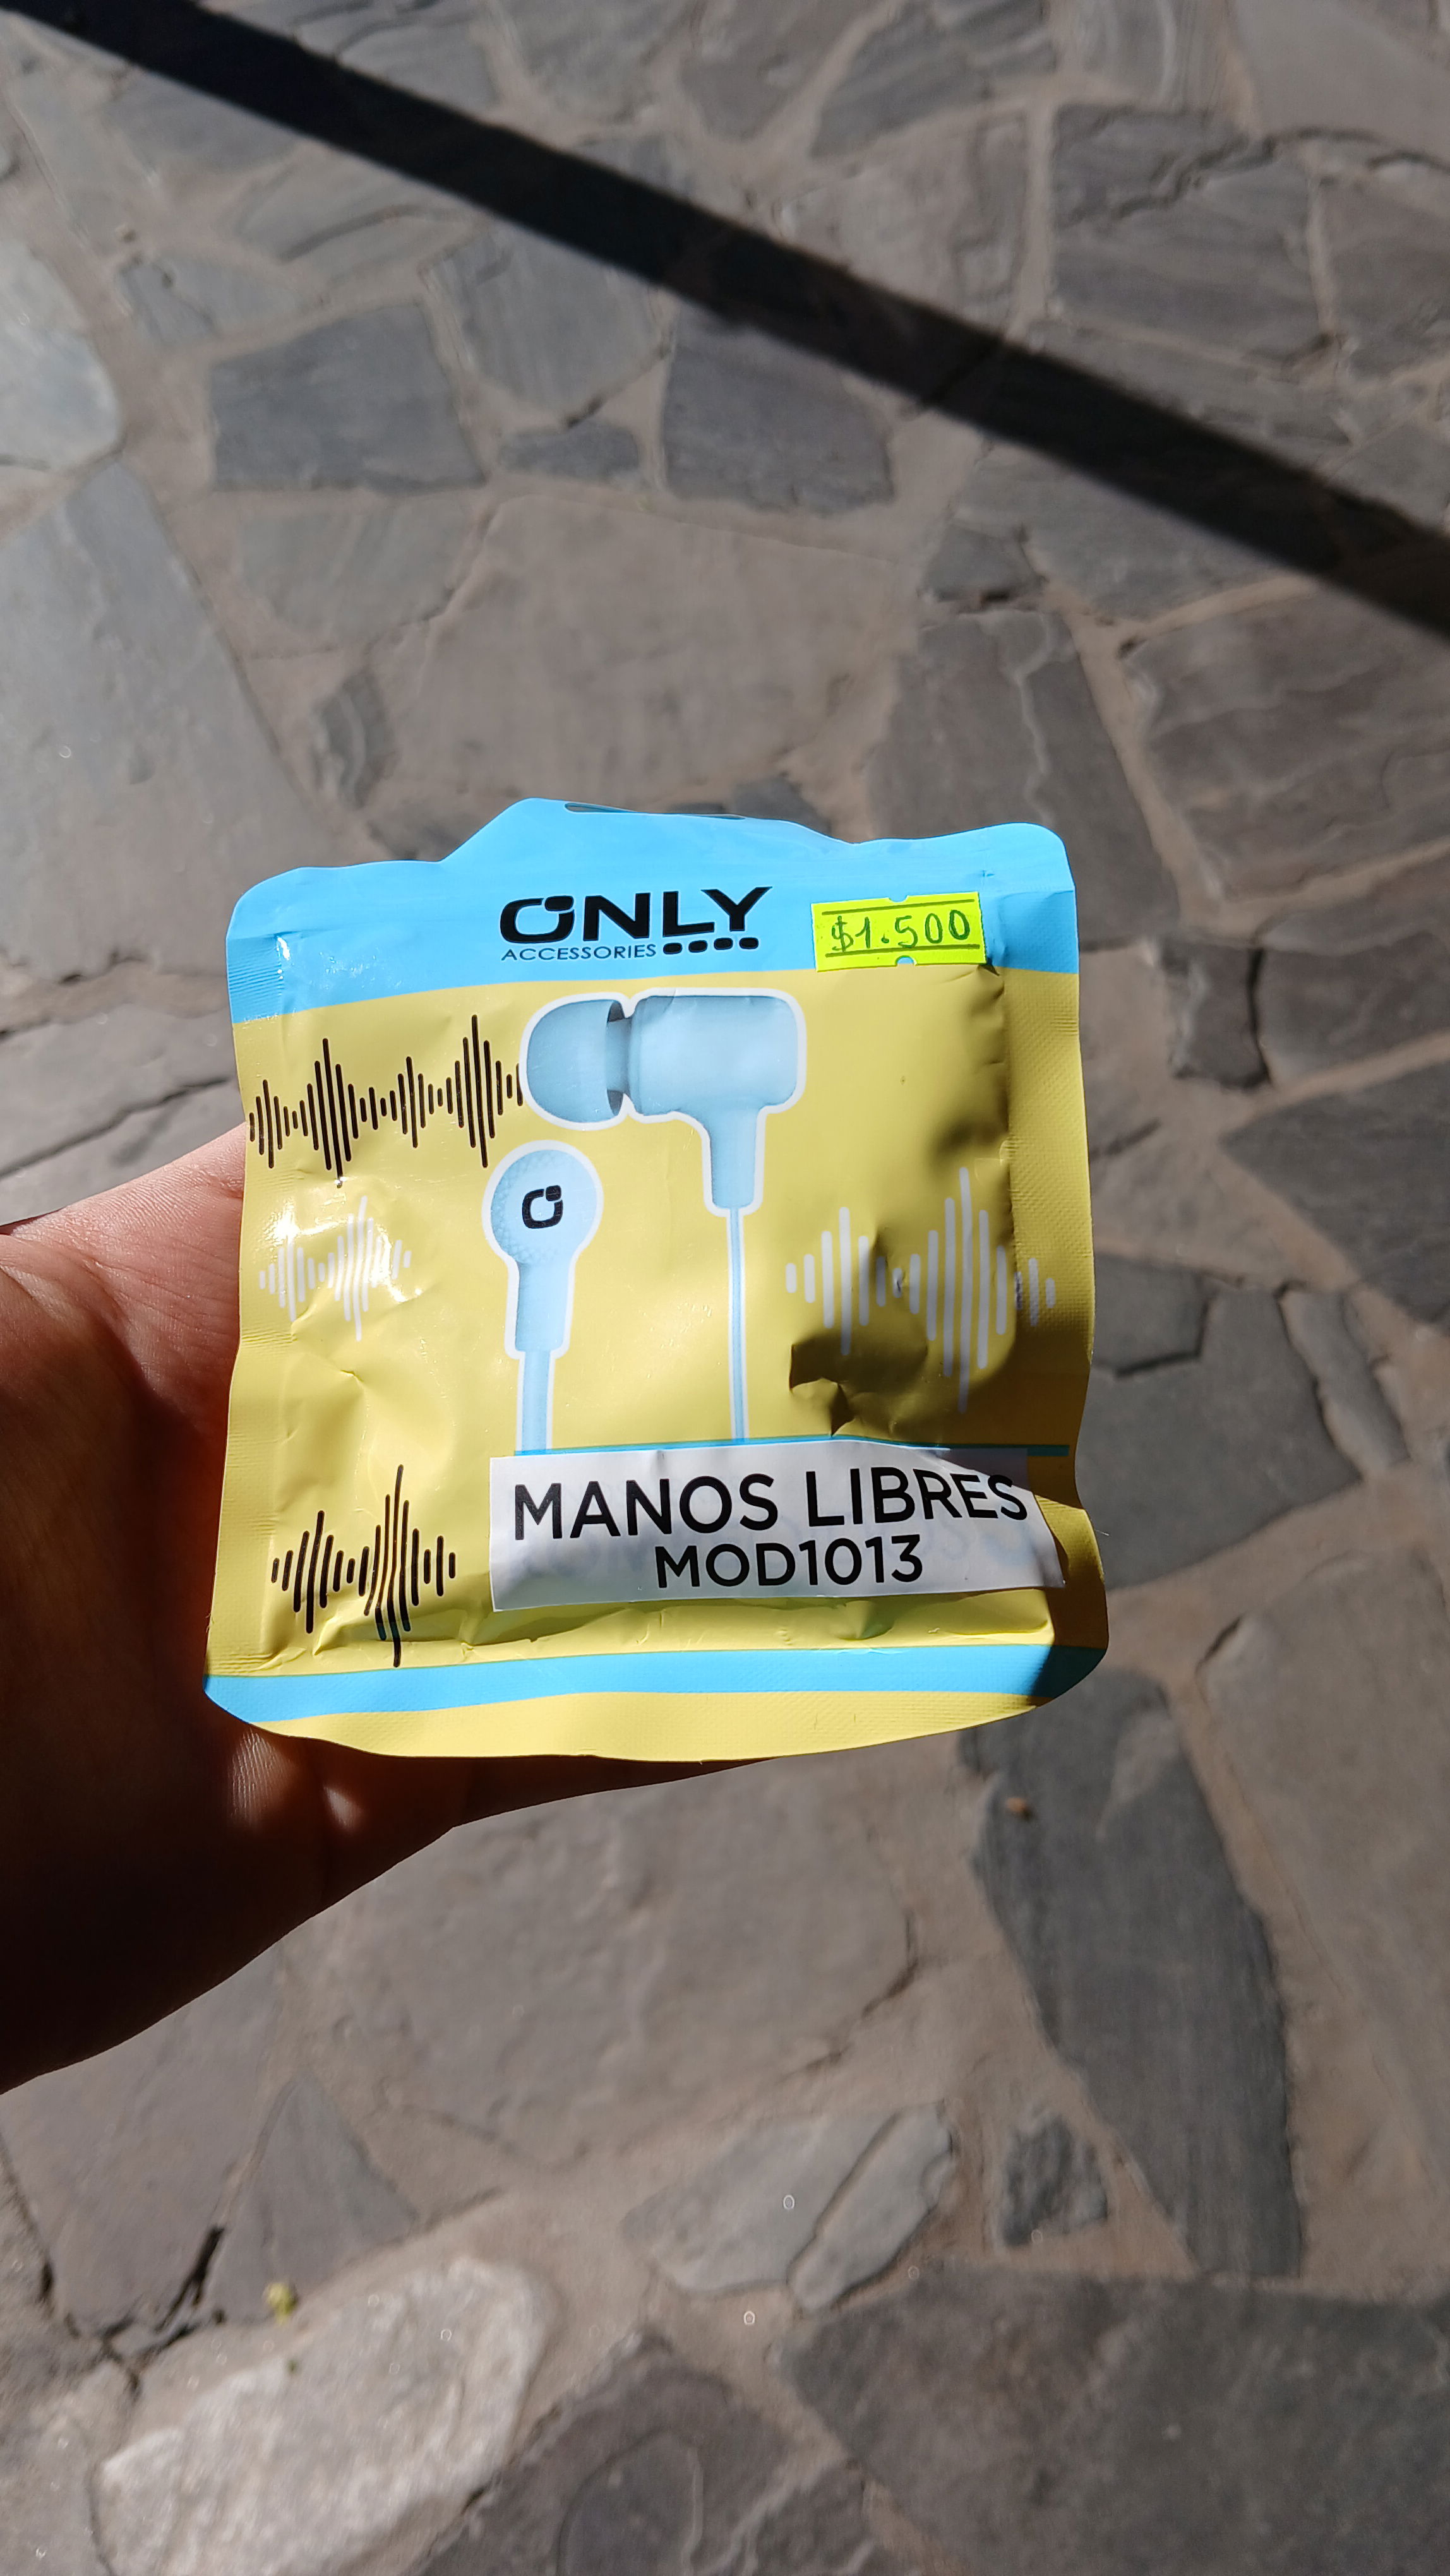 ONLY
ACCESSORIES
$1.500
MANOS LIBRES
MOD1013